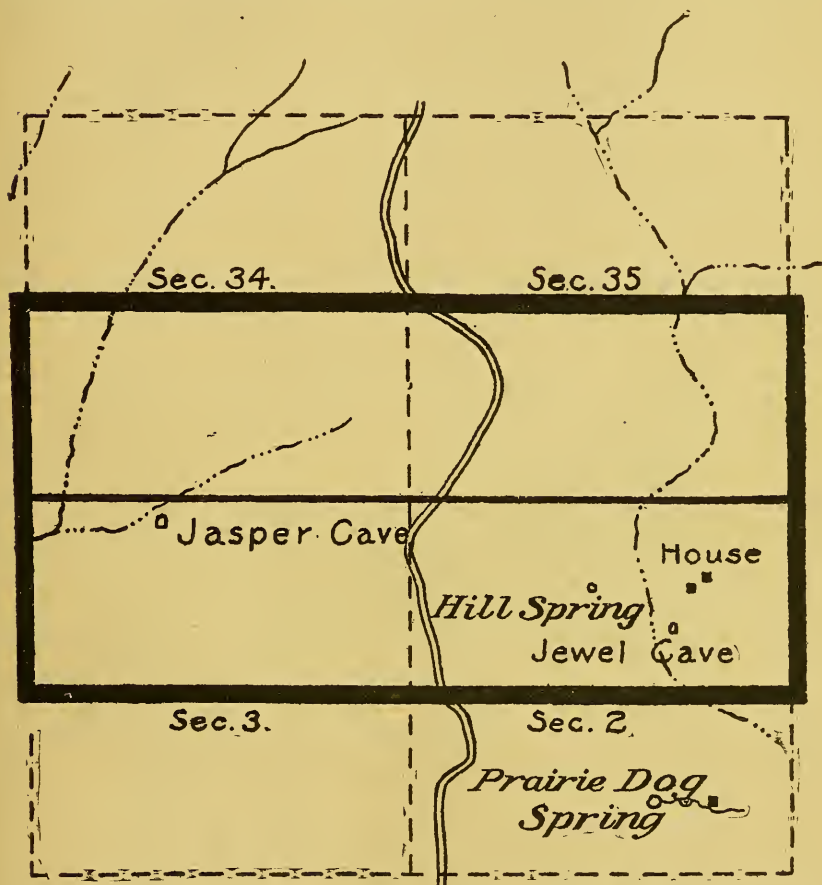 Sec. 34.
Sec. 35
Jasper Cave
House
Hill Spring
Jewel Cave
Sec. 3.
Sec. 2
Prairie Dog
Spring